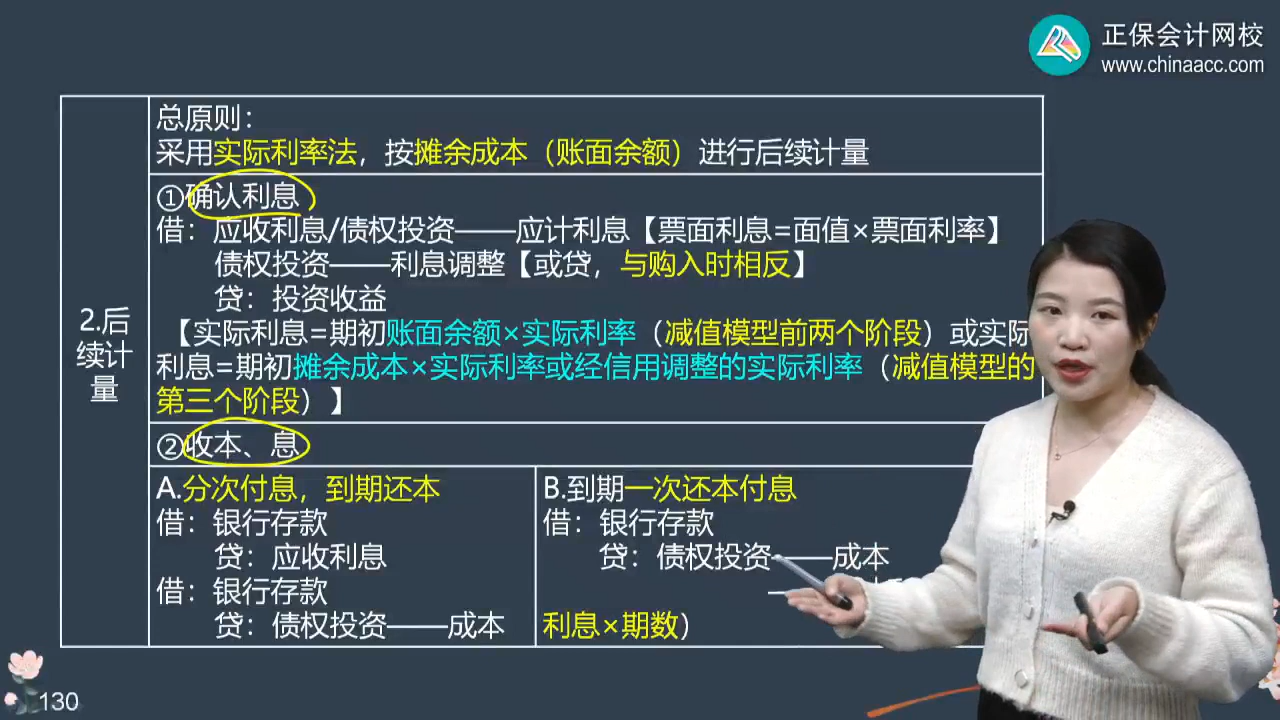 正保会计网校
www.chinaacc.com
总原则：
采用实际利率法，按摊余成本（账面余额）进行后续计量
①确认利息
借：应收利息/债权投资——应计利息【票面利息=面值×票面利率】
债权投资——利息调整【或贷，与购入时相反】
贷：投资收益
【实际利息=期初账面余额×实际利率（减值模型前两个阶段）或实际
利息=期初摊余成本×实际利率或经信用调整的实际利率（减值模型的
第三个阶段）】
2.后
续计
量
②收本、息
A.分次付息，到期还本
借：银行存款
贷：应收利息
借：银行存款
贷：债权投资——成本
B.到期一次还本付息
借：银行存款
贷：债权投资——成本
利息×期数）
130